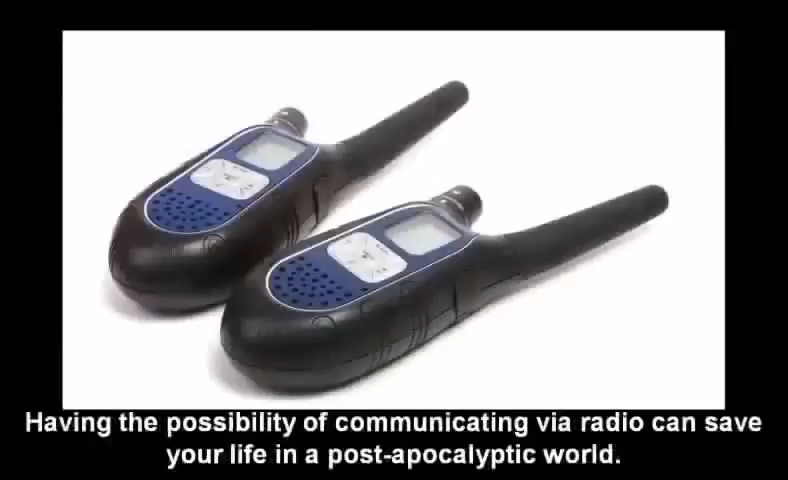 Having the possibility of communicating via radio can save
your life in a post-apocalyptic world.